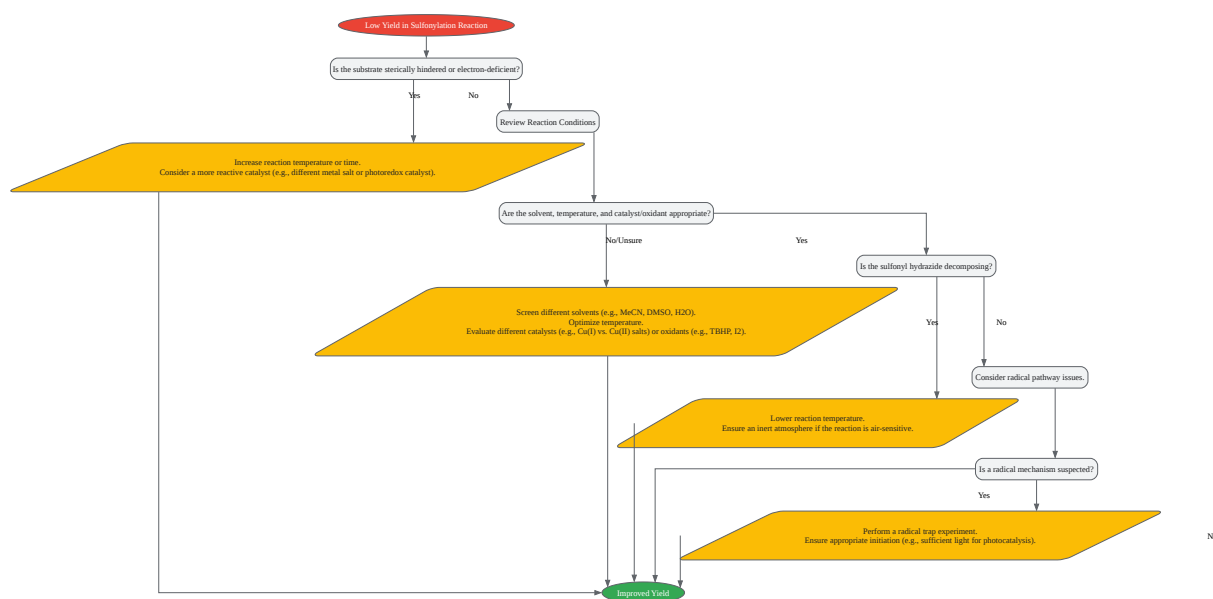 Low Yield in Sulfonylation Reaction
Is the substrate sterically hindered or electron-deficient?
Yes
No
Review Reaction Conditions
Increase reaction temperature or time.
Consider a more reactive catalyst (e.g., different metal salt or photoredox catalyst).
Are the solvent, temperature, and catalyst/oxidant appropriate?
No/Unsure
Yes
Is the sulfonyl hydrazide decomposing?
Screen different solvents (e.g., MeCN, DMSO, H2O).
Optimize temperature.
Evaluate different catalysts (e.g., Cu(I) vs. Cu(II) salts) or oxidants (e.g., TBHP, I2).
Yes
No
Consider radical pathway issues.
Lower reaction temperature.
Ensure an inert atmosphere if the reaction is air-sensitive.
Is a radical mechanism suspected?
Yes
Perform a radical trap experiment.
Ensure appropriate initiation (e.g., sufficient light for photocatalysis).
N
Improved Yield